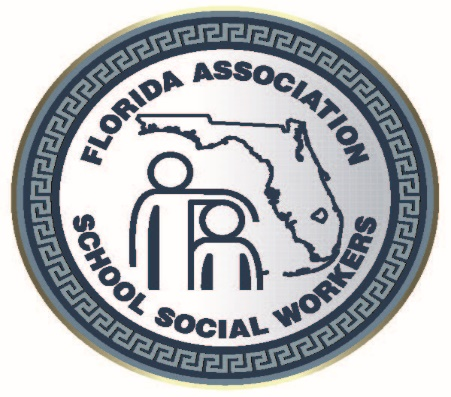 FLORIDA ASSOCIATION
SCHOOL SOCIAL WORKERS